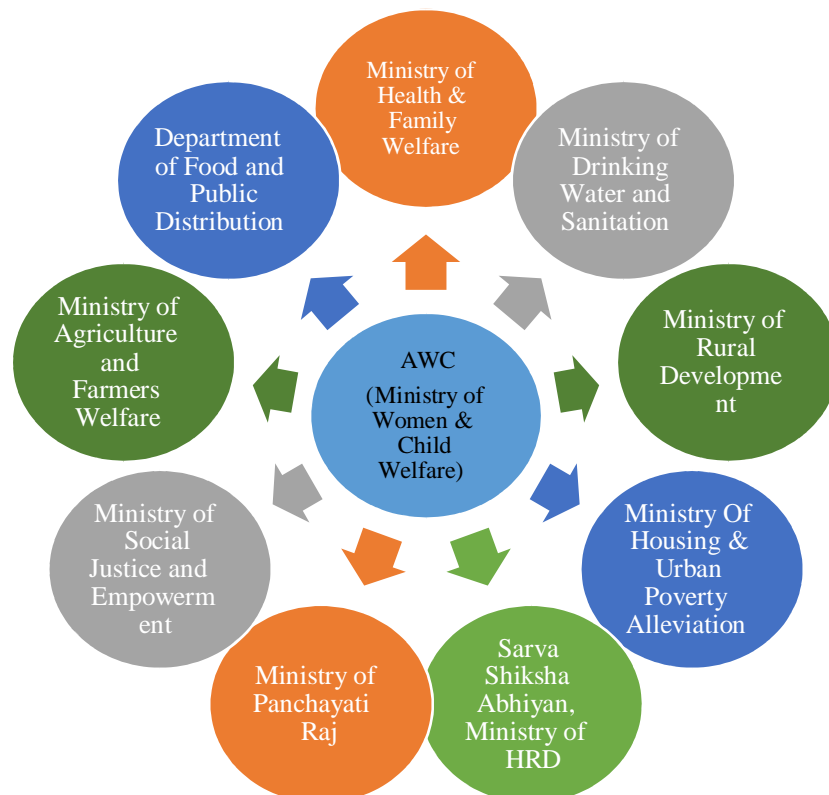 Ministry of
Health &
Family
Welfare
Ministry of
Drinking
Water and
Sanitation
Ministry of
Rural
Developme
nt
Ministry Of
Housing &
Urban
Poverty
Alleviation
Sarva
Shiksha
Abhiyan,
Ministry of
HRD
Ministry of
Panchayati
Raj
Ministry of
Social
Justice and
Empowerm
ent
Ministry of
Agriculture
and
Farmers
Welfare
Department
of Food and
Public
Distribution
AWC
(Ministry of
Women &
Child
Welfare)